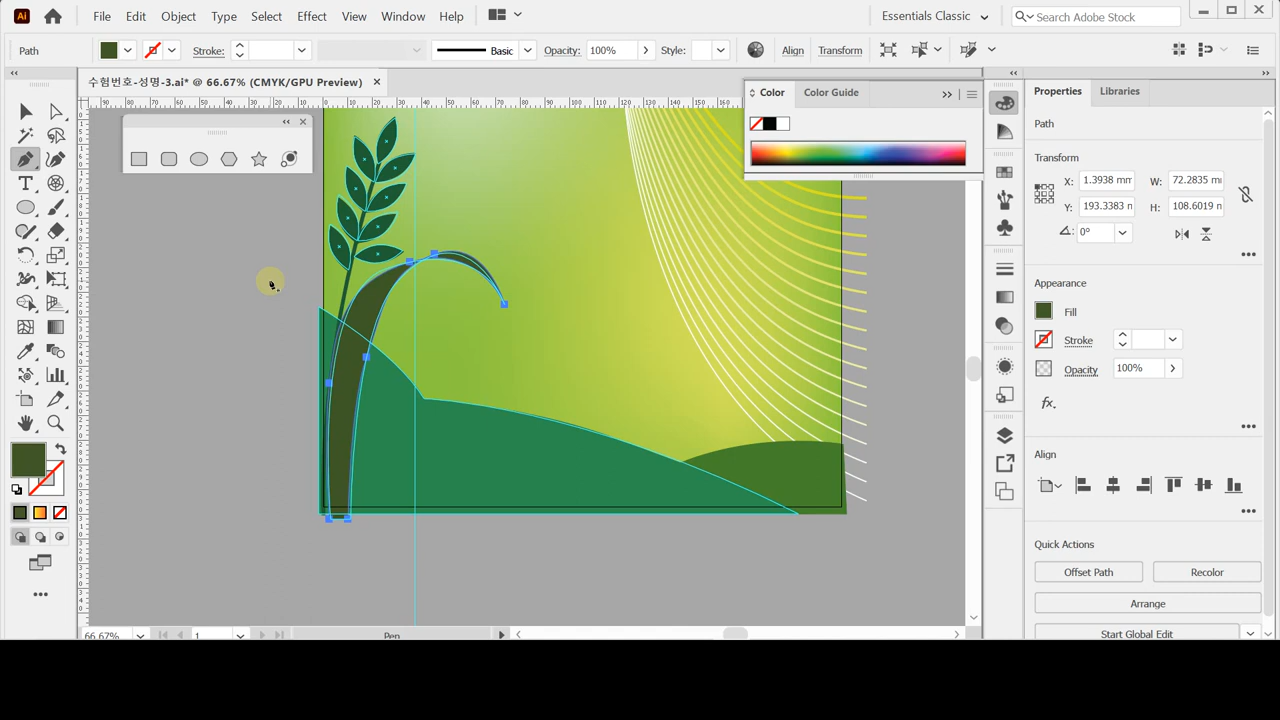 Ai File Edit Object Type Select Effect View Window Help Essentials Classic Search Adobe Stock
Path Stroke: Basic Opacity: 100% Style: Align Transform
수험번호-성명-3.ai* @ 66.67% (CMYK/GPU Preview)
Color Color Guide
Properties Libraries
Path
Transform
X: 1.3938 mm W: 72.2835 m
Y: 193.3383 m H: 108.6019 m
0°
Appearance
Fill
Stroke
Opacity 100%
fx.
Align
Quick Actions
Offset Path Recolor
Arrange
Start Global Edit
66.67% 1 Pen